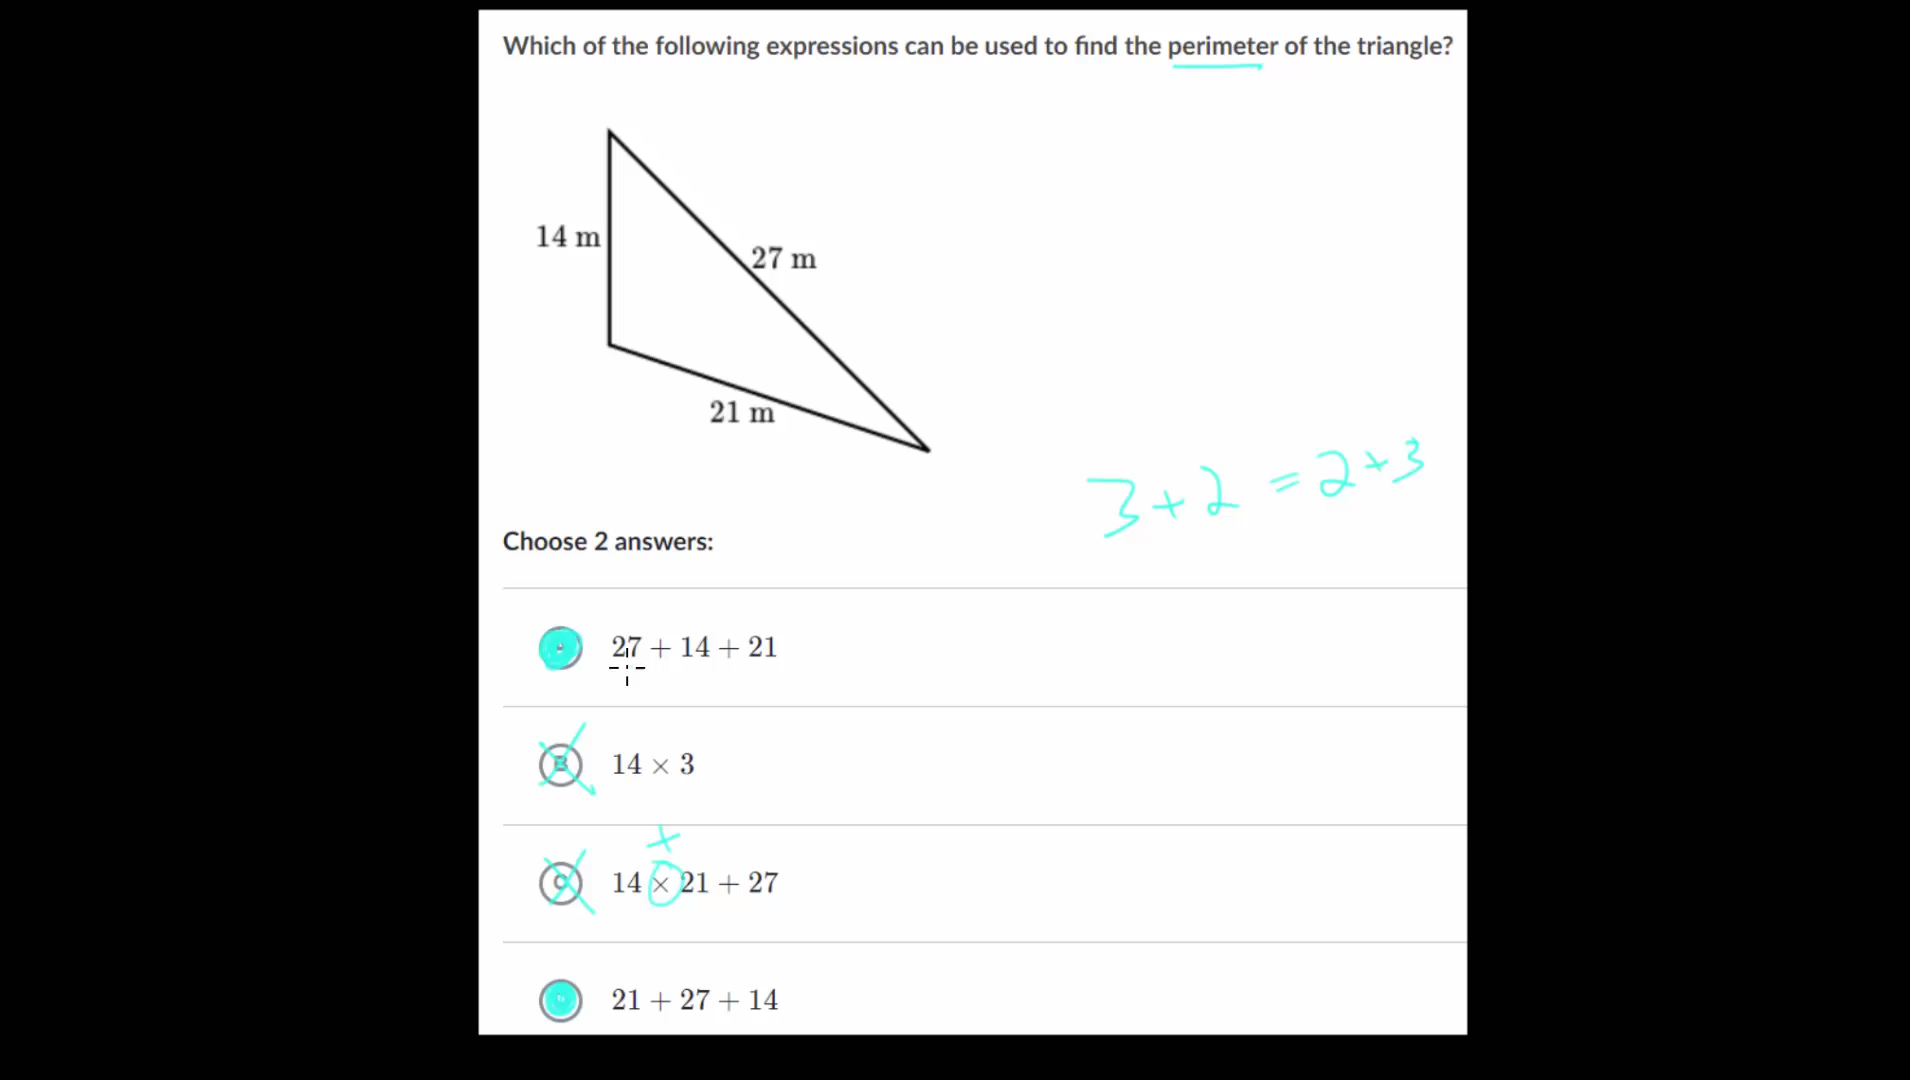 Which of the following expressions can be used to find the perimeter of the triangle?
14 m
27 m
21 m
3 + 2 = 2 + 3
Choose 2 answers:
27 + 14 + 21
B 14 × 3
+
C 14 × 21 + 27
21 + 27 + 14